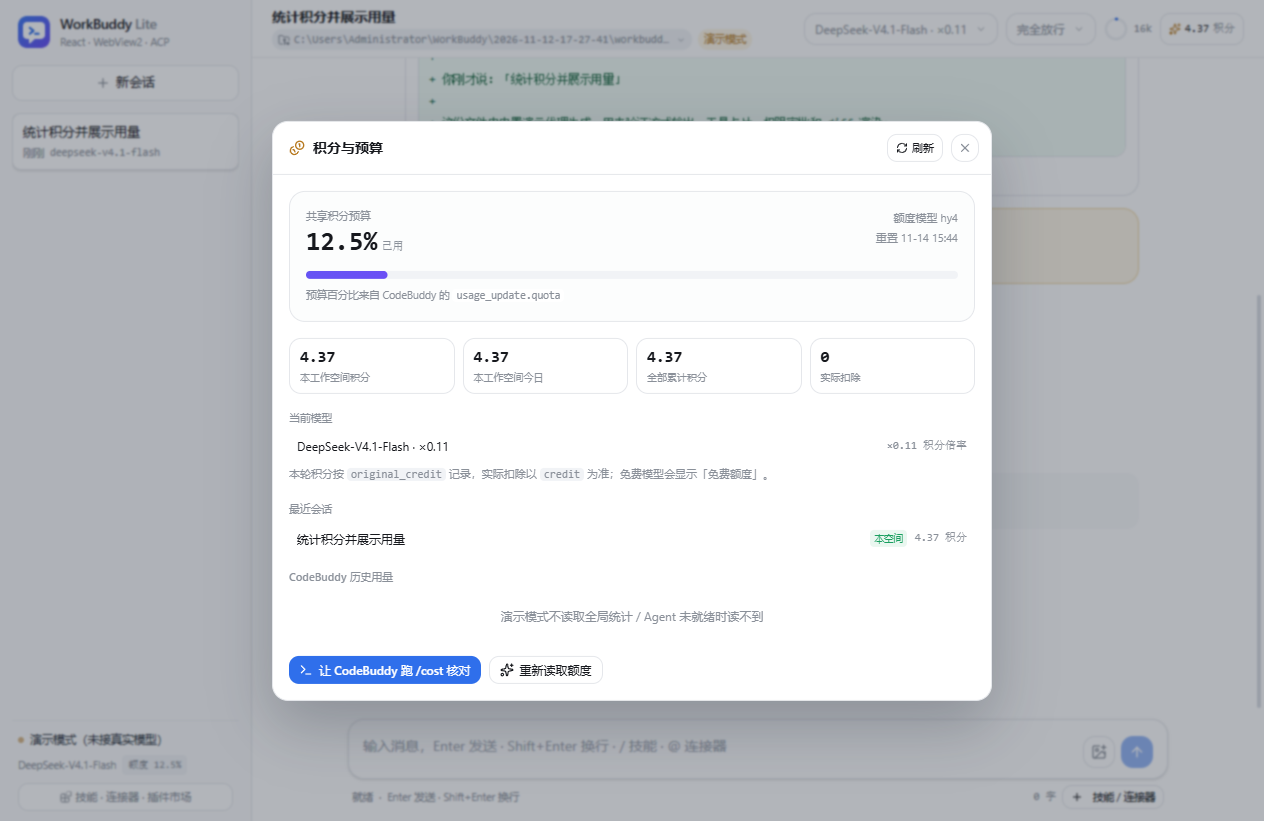 WorkBuddy Lite
React · WebView2 · ACP
+ 新会话
统计积分并展示用量
刚刚 deepseek-v4.1-flash
统计积分并展示用量
C:\Users\Administrator\WorkBuddy\2026-11-12-17-27-41\workbudd…
演示模式
DeepSeek-V4.1-Flash · ×0.11
完全放行
16k
4.37 积分
+ 你刚才说：「统计积分并展示用量」
+
积分与预算
刷新
共享积分预算
12.5% 已用
额度模型 hy4
重置 11-14 15:44
预算百分比来自 CodeBuddy 的 usage_update.quota
4.37
本工作空间积分
4.37
本工作空间今日
4.37
全部累计积分
0
实际扣除
当前模型
DeepSeek-V4.1-Flash · ×0.11
×0.11 积分倍率
本轮积分按 original_credit 记录，实际扣除以 credit 为准；免费模型会显示「免费额度」。
最近会话
统计积分并展示用量
本空间 4.37 积分
CodeBuddy 历史用量
演示模式不读取全局统计 / Agent 未就绪时读不到
让 CodeBuddy 跑 /cost 核对
重新读取额度
演示模式（未接真实模型）
DeepSeek-V4.1-Flash 额度 12.5%
技能 · 连接器 · 插件市场
输入消息，Enter 发送 · Shift+Enter 换行 · / 技能 · @ 连接器
就绪 · Enter 发送 · Shift+Enter 换行
0 字
+ 技能 / 连接器